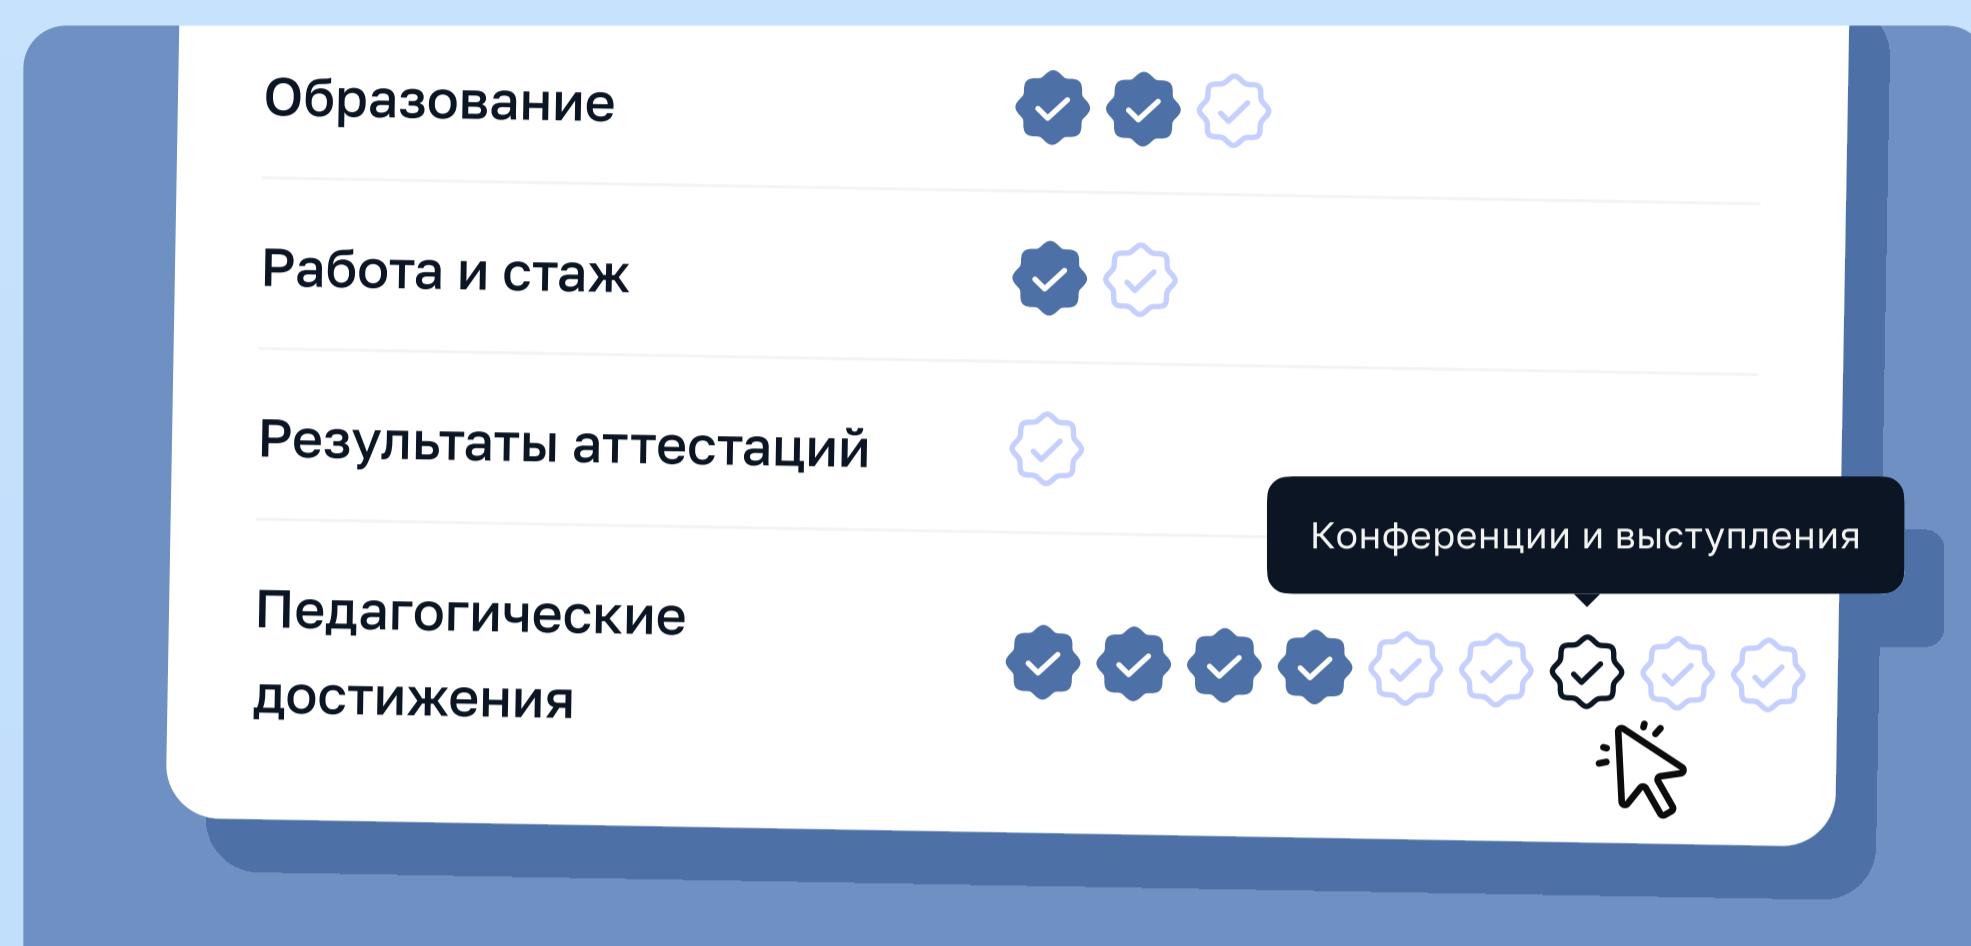 Образование
Работа и стаж
Результаты аттестаций
Конференции и выступления
Педагогические
достижения